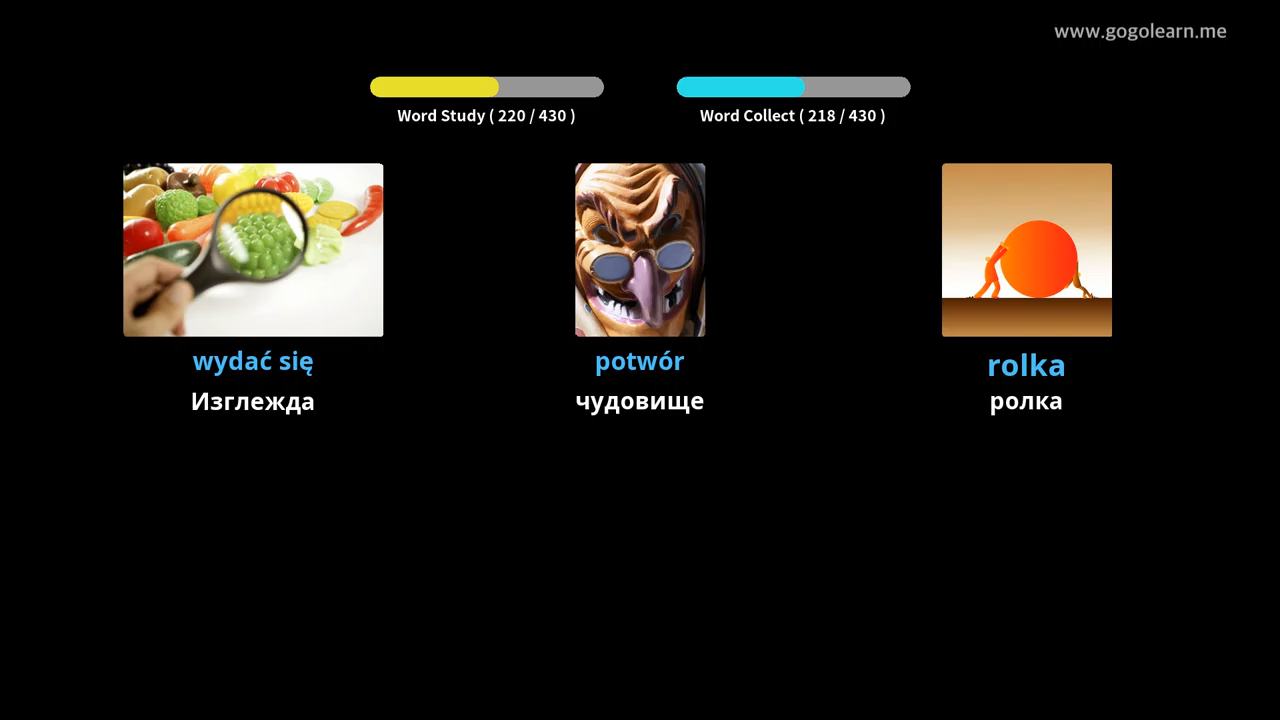 www.gogolearn.me
Word Study ( 220 / 430 )
Word Collect ( 218 / 430 )
wydać się
potwór
rolka
Изглежда
чудовище
ролка